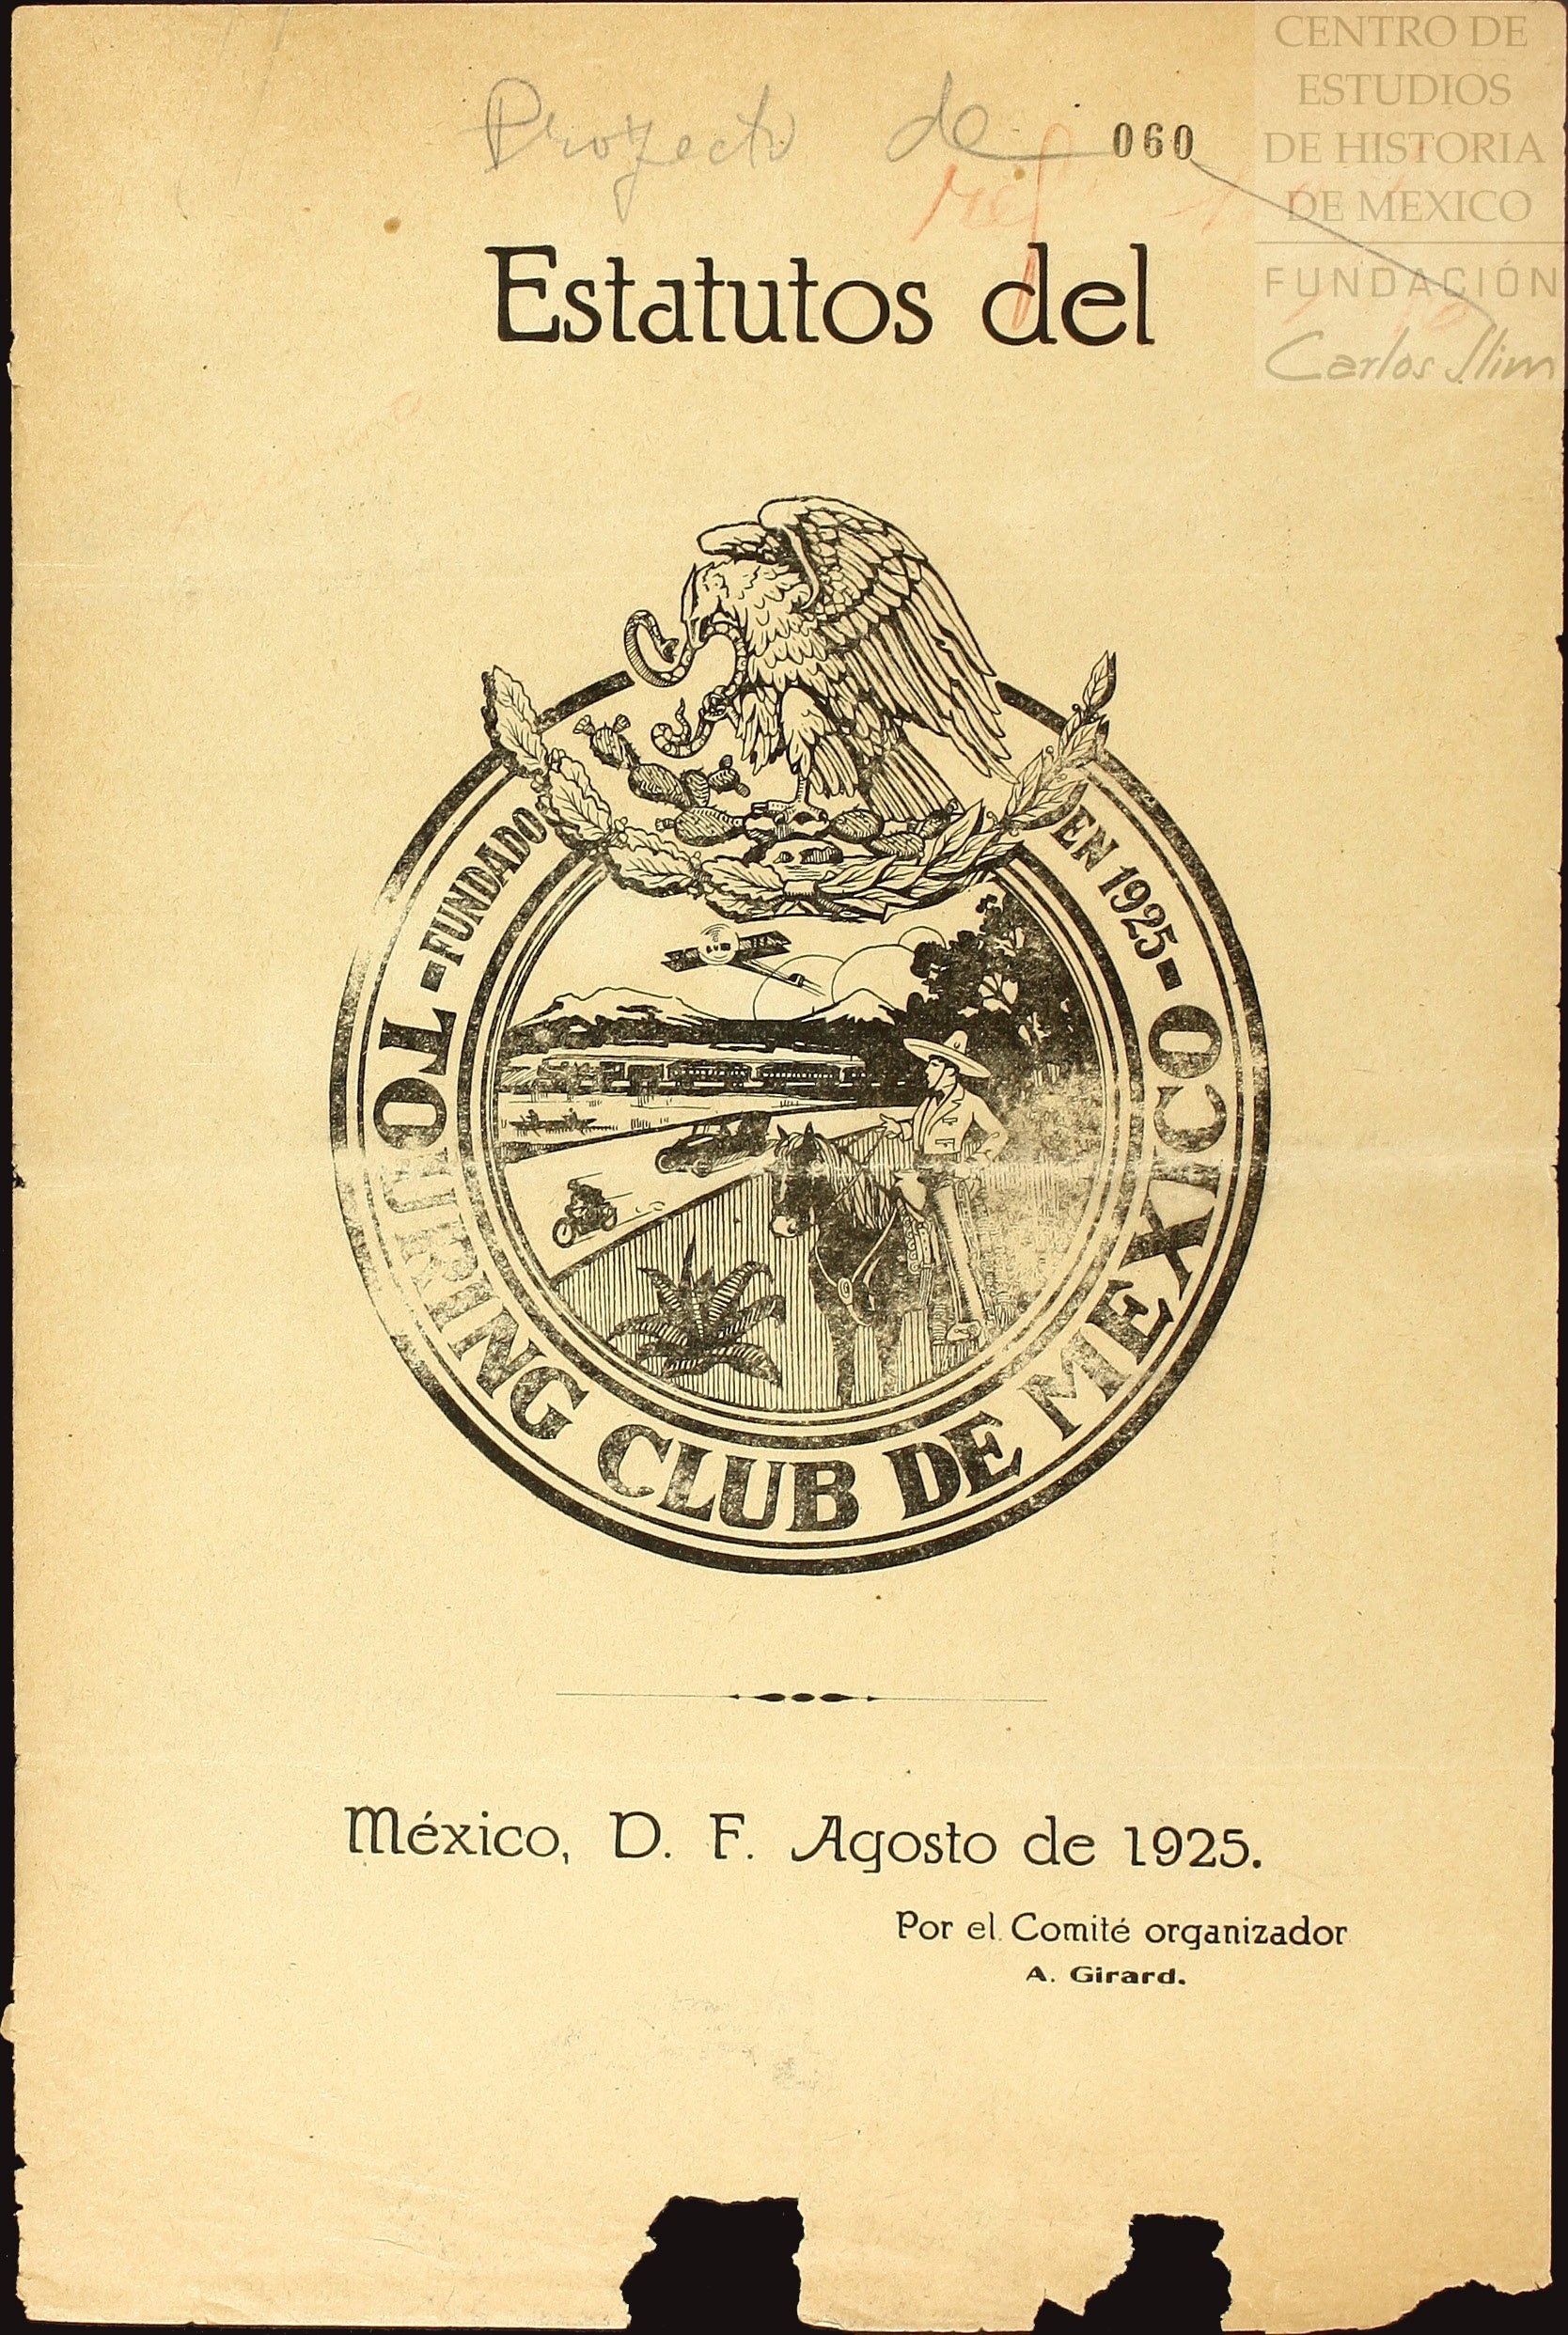 CENTRO DE
ESTUDIOS
DE HISTORIA
DE MEXICO
FUNDACIÓN
Carlos Slim
Proyecto de
060
Estatutos del
FUNDADO EN 1925
TOURING CLUB DE MEXICO
México, D. F. Agosto de 1925.
Por el Comité organizador
A. Girard.